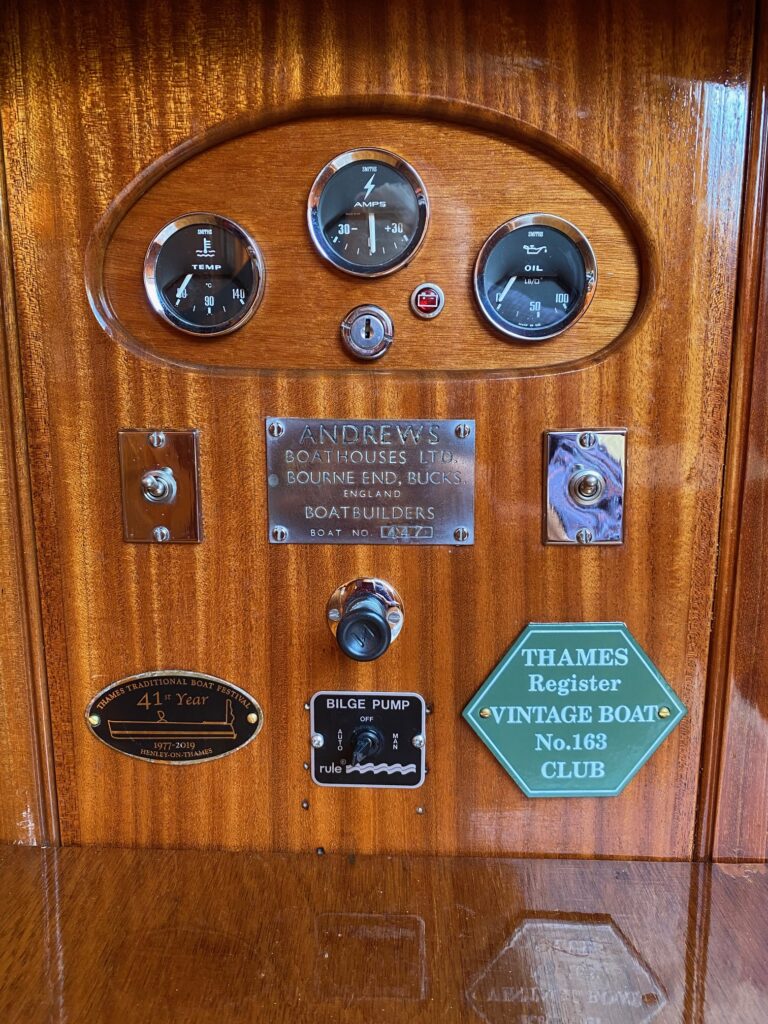 SMITHS
AMPS
30 - +30
SMITHS
TEMP
°C
90 140
SMITHS
OIL
50 100
ANDREWS
BOATHOUSES LTD.
BOURNE END, BUCKS.
ENGLAND
BOATBUILDERS
BOAT NO. 447
THAMES TRADITIONAL BOAT FESTIVAL
41st Year
1977-2019
HENLEY-ON-THAMES
BILGE PUMP
OFF
AUTO MAN
rule®
THAMES
Register
VINTAGE BOAT
No.163
CLUB